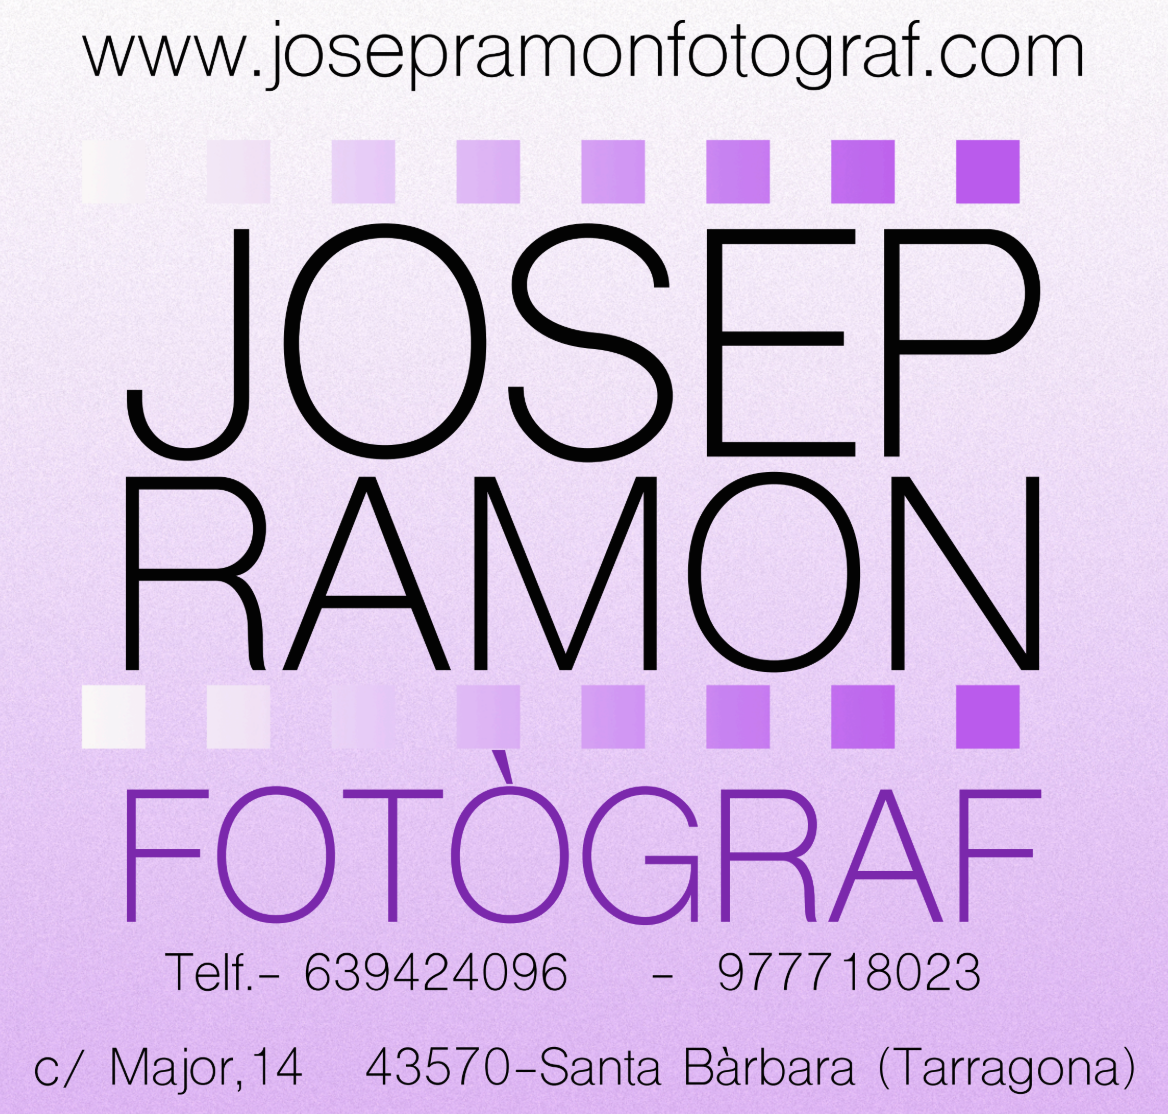 www.josepramonfotograf.com
JOSEP
RAMON
FOTÒGRAF
Telf.- 639424096 - 977718023
c/ Major,14 43570-Santa Bàrbara (Tarragona)